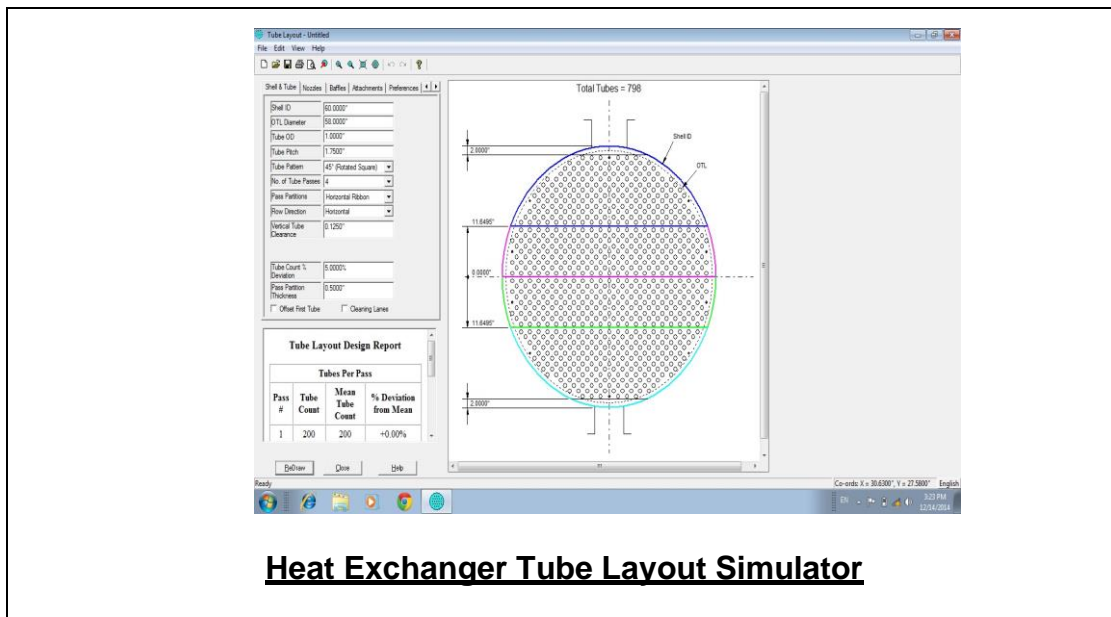 Tube Layout - Untitled
File Edit View Help
Shell & Tube Nozzles Baffles Attachments Preferences
Shell ID 60.0000"
OTL Diameter 58.0000"
Tube OD 1.0000"
Tube Pitch 1.7500"
Tube Pattern 45° (Rotated Square)
No. of Tube Passes 4
Pass Partitions Horizontal Ribbon
Row Direction Horizontal
Vertical Tube Clearance 0.1250"
Tube Count % Deviation 5.0000%
Pass Partition Thickness 0.5000"
Offset First Tube Cleaning Lanes
Tube Layout Design Report
Tubes Per Pass
Pass # Tube Count Mean Tube Count % Deviation from Mean
1 200 200 +0.00%
ReDraw Close Help
Total Tubes = 798
Shell ID
OTL
2.0000"
11.8495"
0.0000"
11.8495"
2.0000"
Ready
Co-ords: X = 30.6300", Y = 27.5800" English
EN
3:23 PM
12/14/2014
Heat Exchanger Tube Layout Simulator